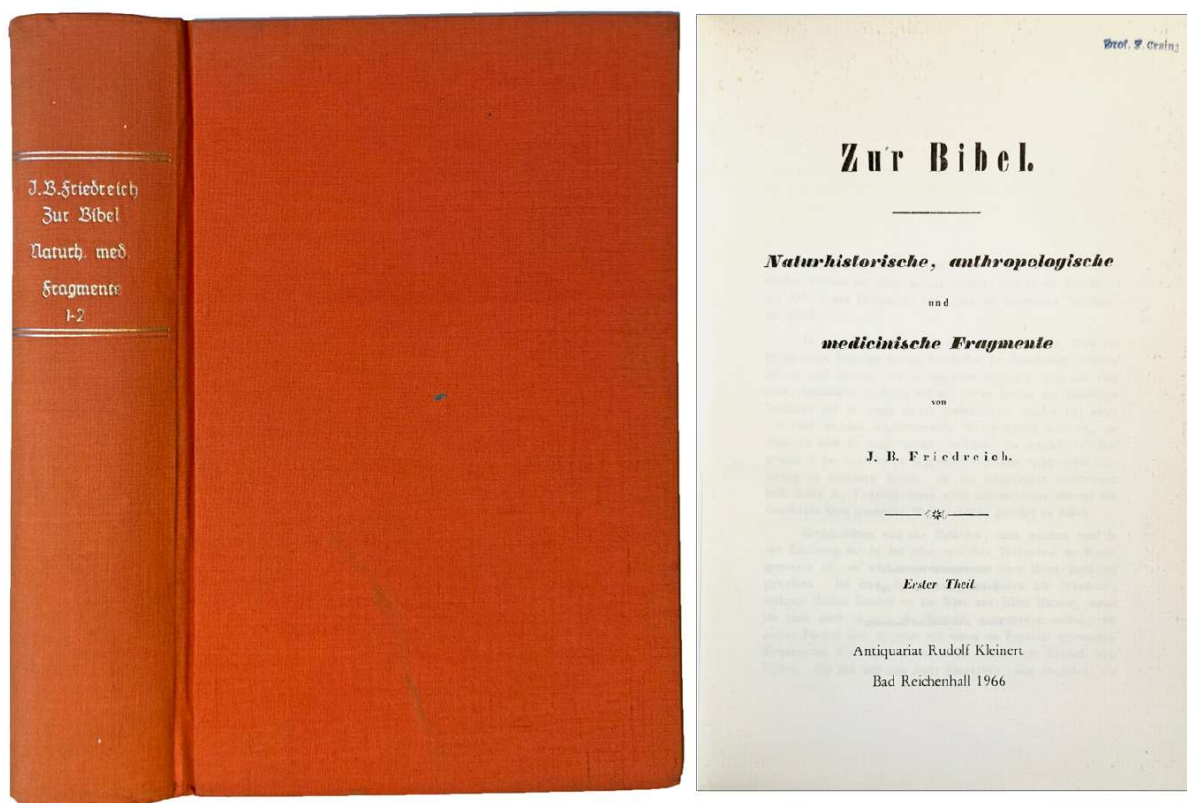 J.B.Friedreich
Zur Bibel
Naturh. med.
Fragmente
1-2
Prof.
Zur Bibel.
Naturhistorische, anthropologische
und
medicinische Fragmente
von
J. B. Friedreich.
Erster Theil
Antiquariat Rudolf Kleinert
Bad Reichenhall 1966